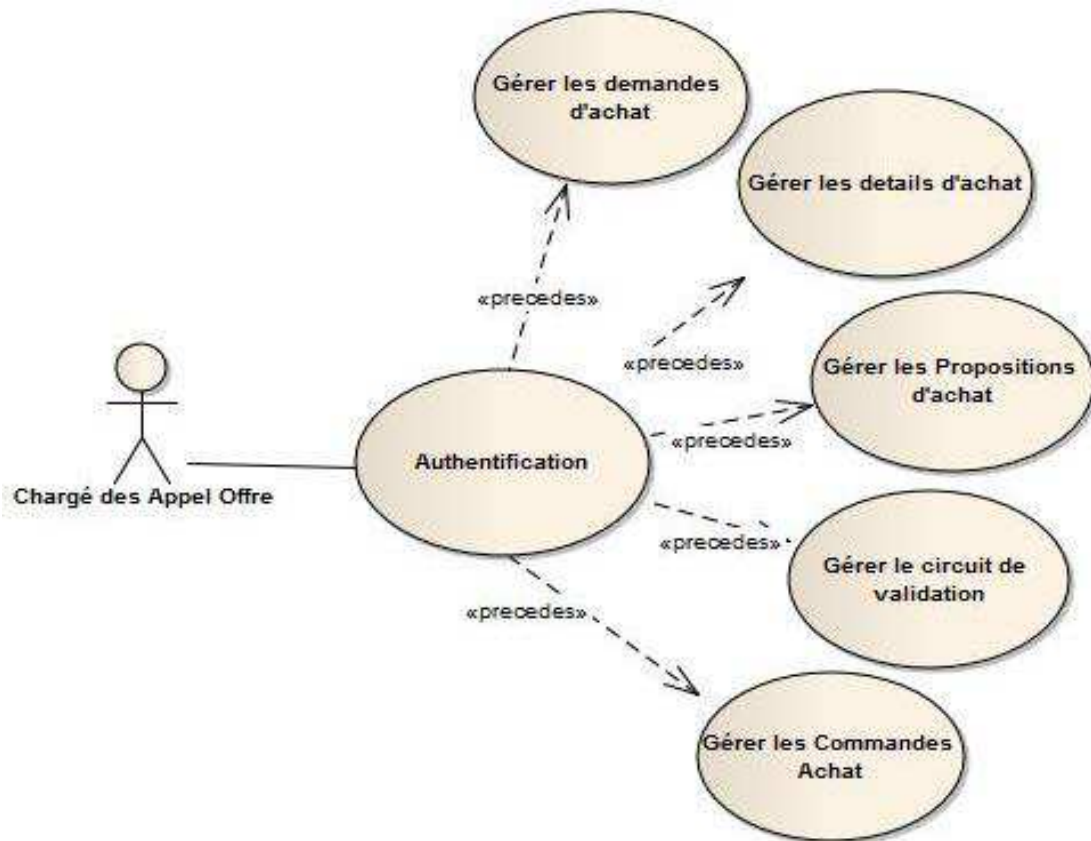 Gérer les demandes
d'achat
Gérer les details d'achat
«precedes»
«precedes»
Gérer les Propositions
d'achat
«precedes»
Authentification
Chargé des Appel Offre
«precedes»
Gérer le circuit de
validation
«precedes»
Gérer les Commandes
Achat